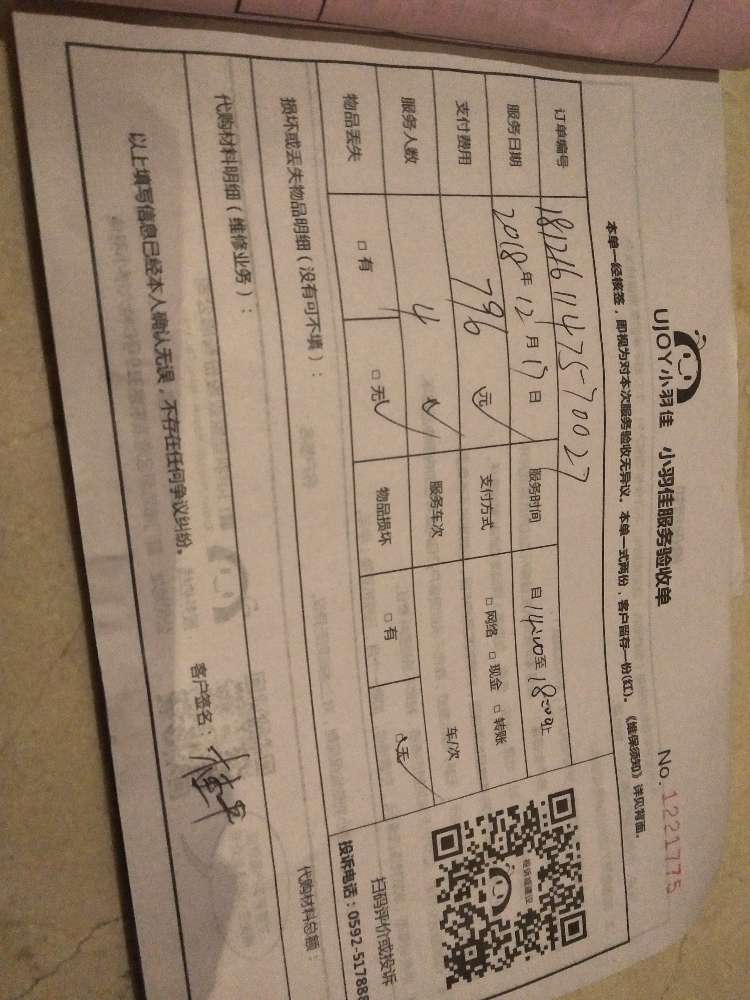 UJOY小羽佳 小羽佳服务验收单 No.1221775
本单一经核签，即视为对本次服务验收无异议。本单一式两份，客户留存一份(红)。《维保须知》详见背面。
订单编号
服务日期 2018年12月17日 服务时间 自14:00至18:00止
支付费用 796元 支付方式 □网络 □现金 □转账
服务人数 4人 服务车次 车/次
物品丢失 □有 □无√ 物品损坏 □有 □无√
损坏或丢失物品明细（没有可不填）：
代购材料明细（维修业务）： 代购材料总额：
以上填写信息已经本人确认无误，不存在任何争议纠纷。 客户签名：
扫码评价或投诉
投诉电话：0592-517888